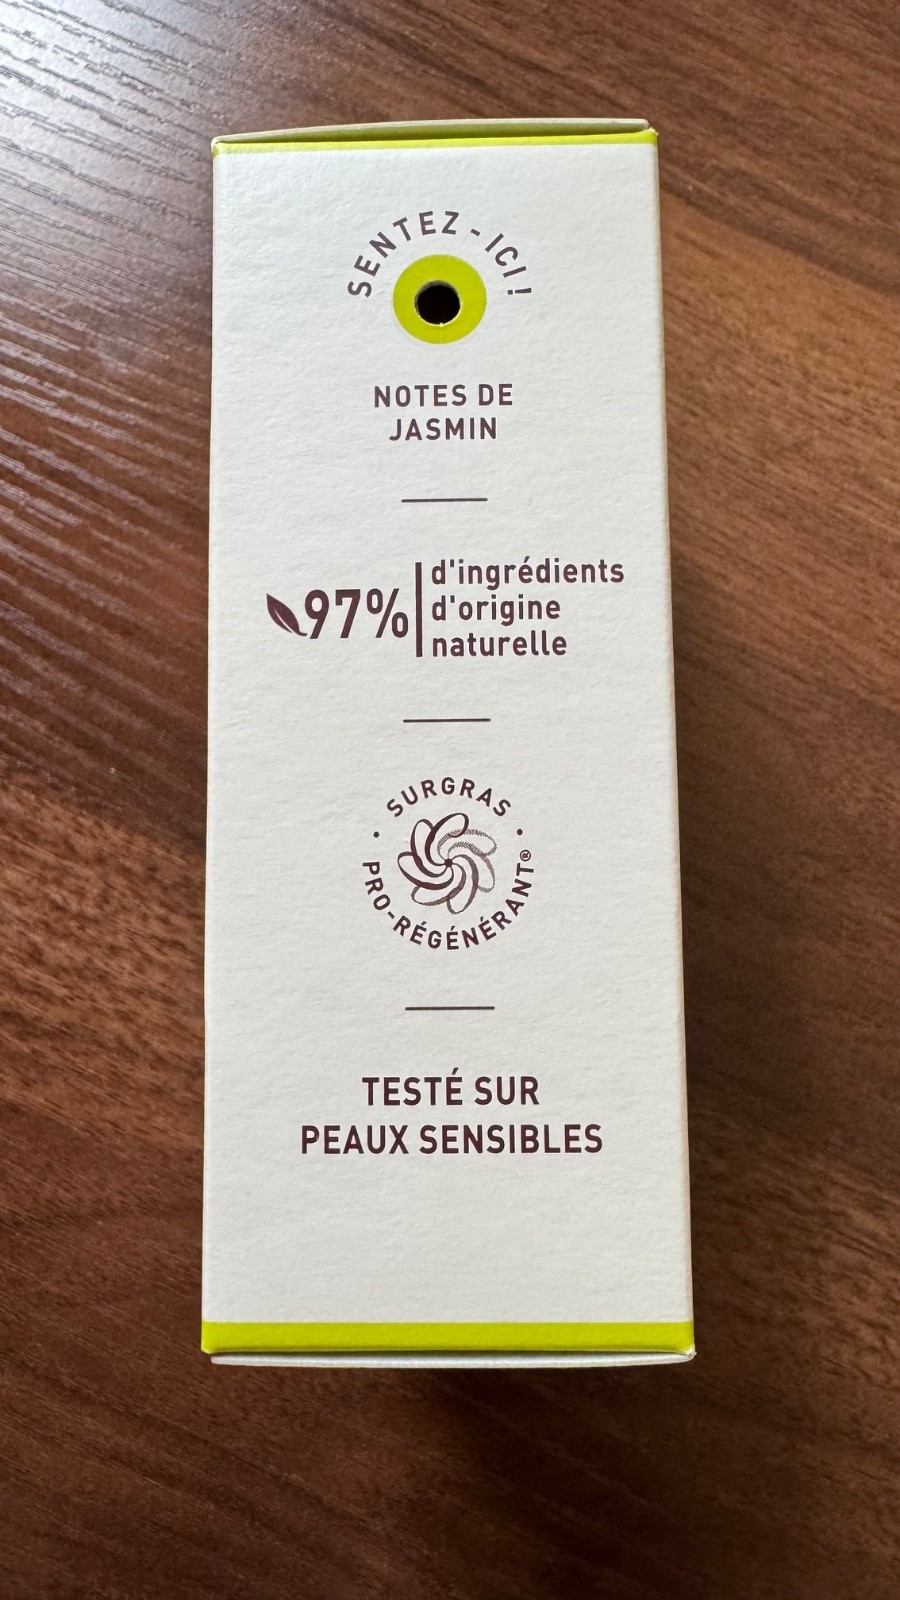 SENTEZ-ICI!
NOTES DE
JASMIN
97%
d'ingrédients
d'origine
naturelle
SURGRAS
PRO-RÉGÉNÉRANT®
TESTÉ SUR
PEAUX SENSIBLES